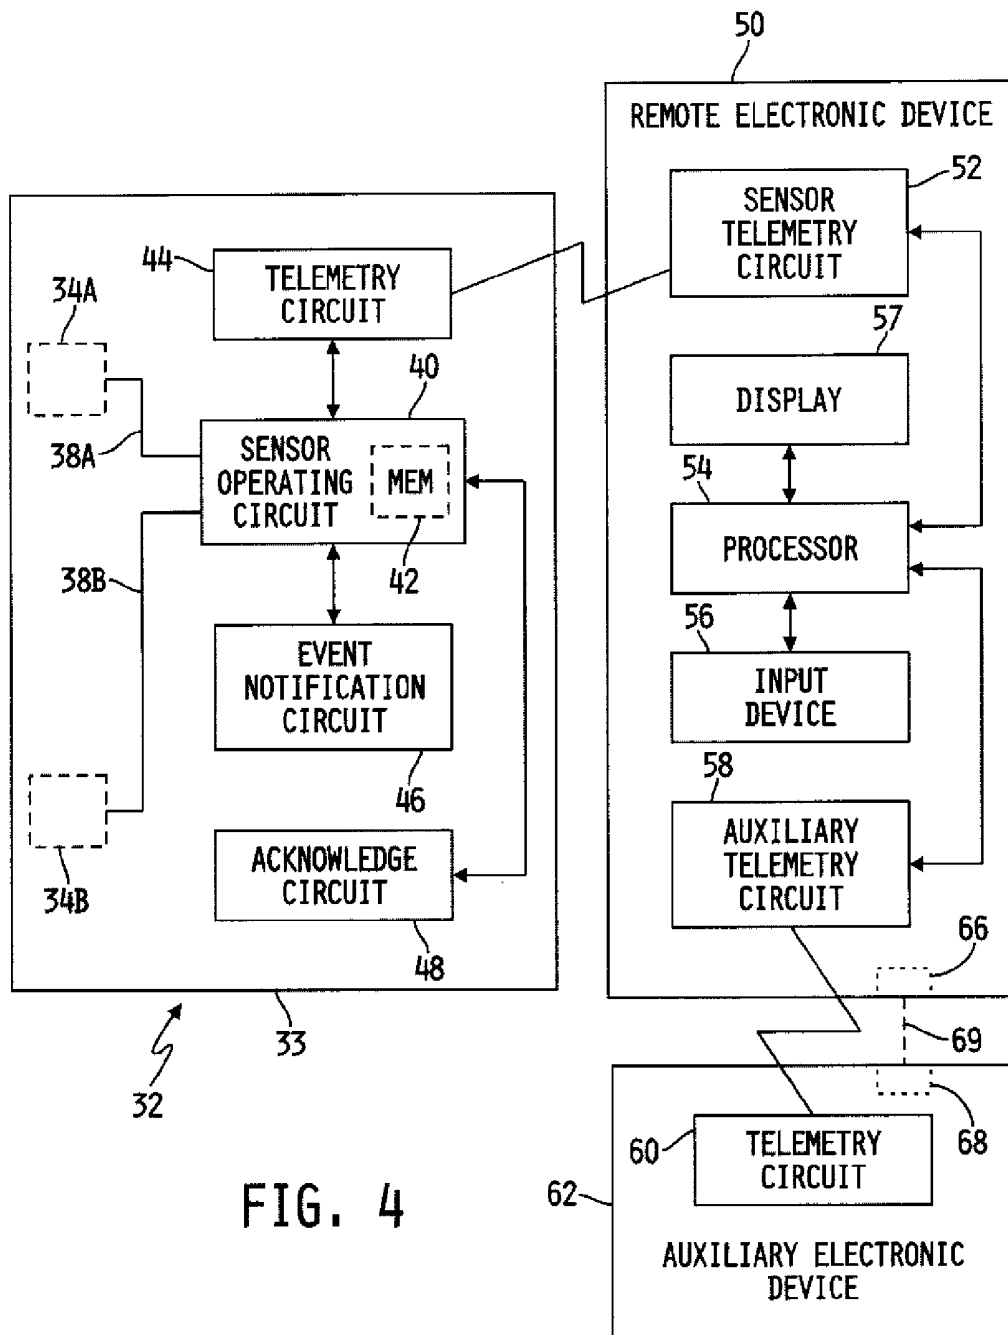 50
REMOTE ELECTRONIC DEVICE
52
SENSOR
TELEMETRY
CIRCUIT
44
TELEMETRY
CIRCUIT
34A
57
DISPLAY
40
38A
SENSOR
OPERATING
CIRCUIT
MEM
42
54
PROCESSOR
38B
56
INPUT
DEVICE
EVENT
NOTIFICATION
CIRCUIT
46
58
AUXILIARY
TELEMETRY
CIRCUIT
34B
ACKNOWLEDGE
CIRCUIT
48
66
33
69
32
68
60
TELEMETRY
CIRCUIT
62
AUXILIARY ELECTRONIC
DEVICE
FIG. 4